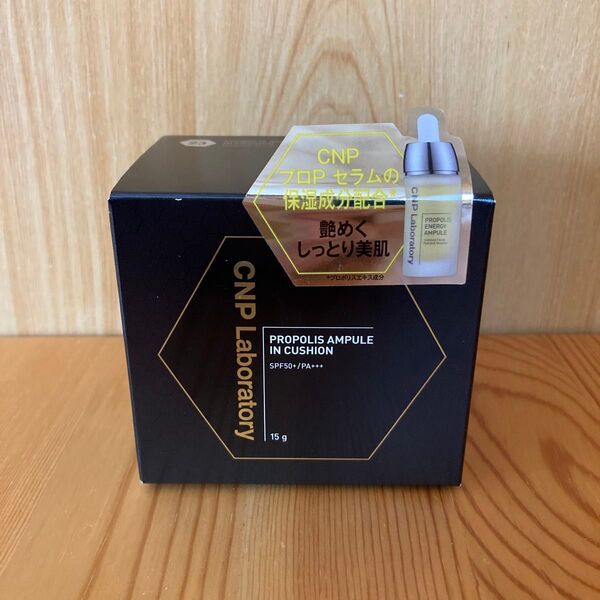 23
CNP
プロP セラムの
保湿成分配合*
艶めく
しっとり美肌
*プロポリスエキス成分
CNP Laboratory
PROPOLIS
ENERGY
AMPULE
CNP Laboratory
PROPOLIS AMPULE
IN CUSHION
SPF50+/PA+++
15 g